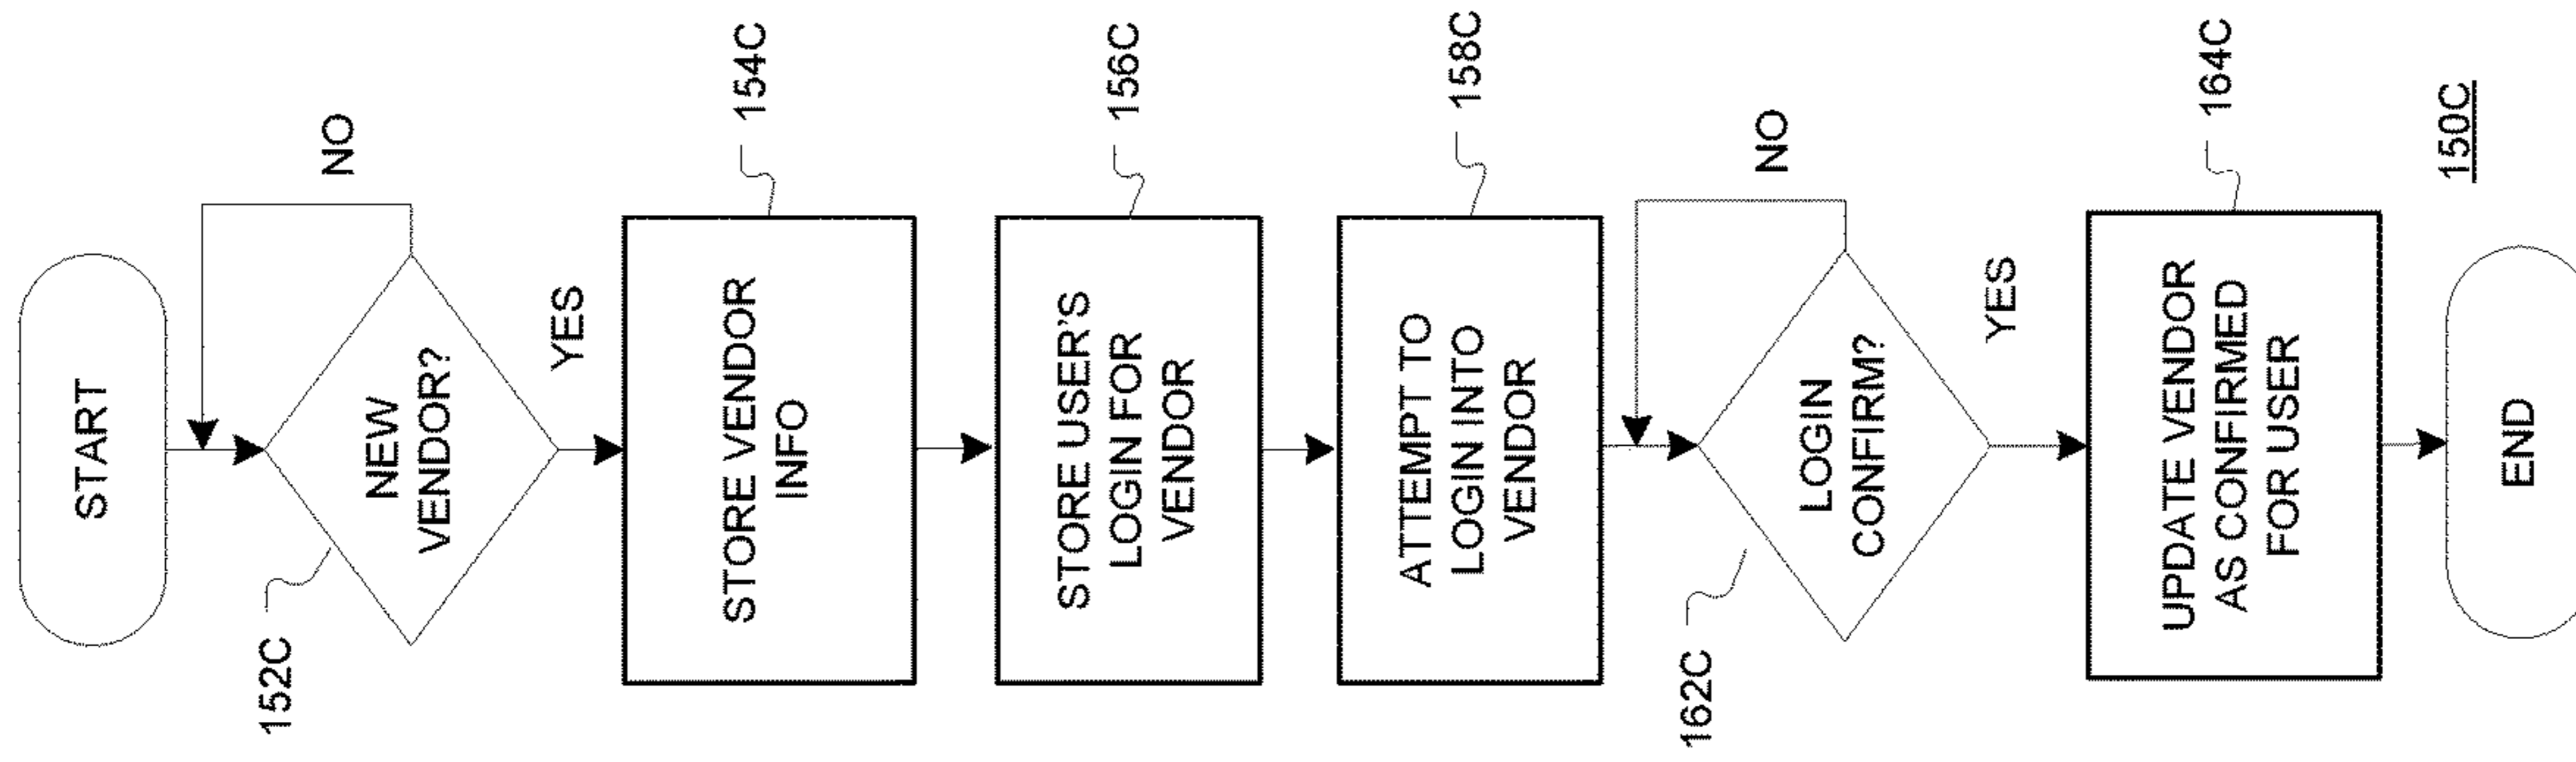 START
NO
NEW
VENDOR?
152C
YES
STORE VENDOR
INFO
154C
STORE USER'S
LOGIN FOR
VENDOR
156C
ATTEMPT TO
LOGIN INTO
VENDOR
158C
NO
LOGIN
CONFIRM?
162C
YES
UPDATE VENDOR
AS CONFIRMED
FOR USER
164C
150C
END